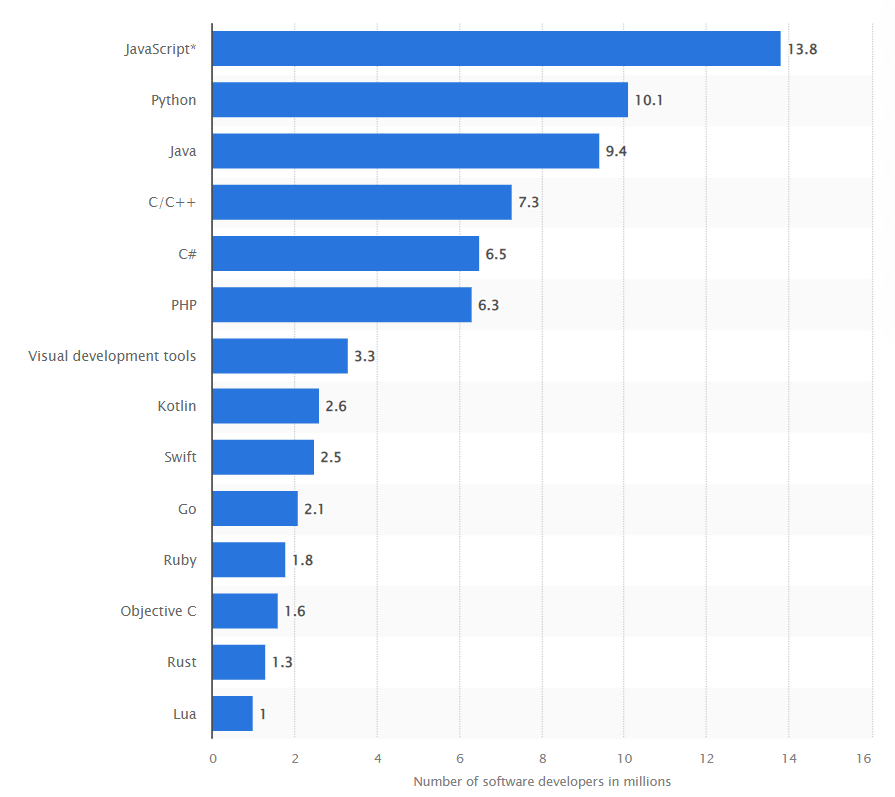 JavaScript* 13.8
Python 10.1
Java 9.4
C/C++ 7.3
C# 6.5
PHP 6.3
Visual development tools 3.3
Kotlin 2.6
Swift 2.5
Go 2.1
Ruby 1.8
Objective C 1.6
Rust 1.3
Lua 1
0 2 4 6 8 10 12 14 16
Number of software developers in millions